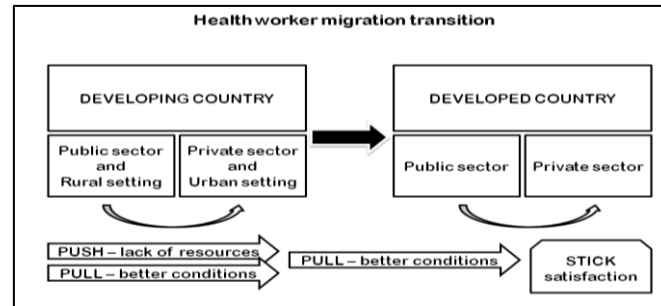 Health worker migration transition
DEVELOPING COUNTRY
DEVELOPED COUNTRY
Public sector
and
Rural setting
Private sector
and
Urban setting
Public sector
Private sector
PUSH – lack of resources
PULL – better conditions
PULL – better conditions
STICK
satisfaction